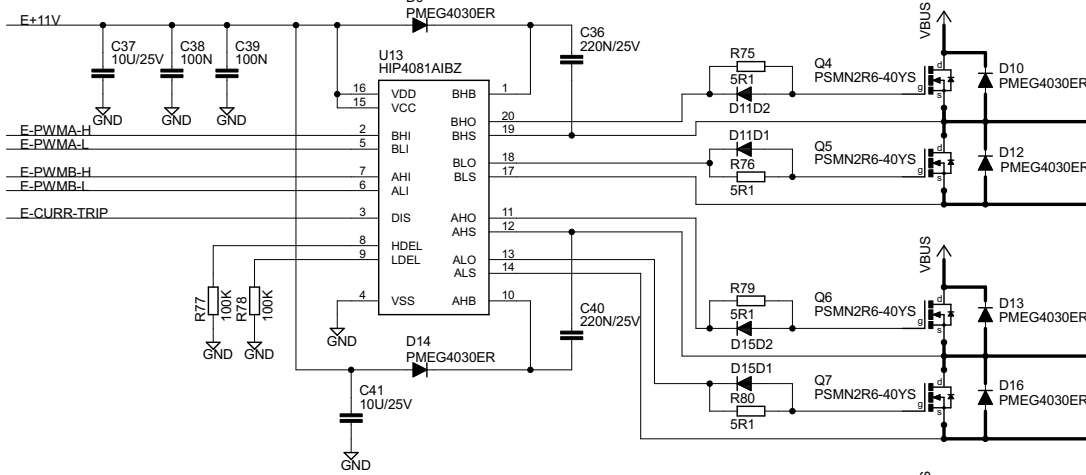 E+11V
PMEG4030ER
C37
10U/25V
C38
100N
C39
100N
GND
GND
GND
U13
HIP4081AIBZ
C36
220N/25V
16
VDD
15
VCC
BHB
1
BHO
20
BHS
19
E-PWMA-H
2
BHI
E-PWMA-L
5
BLI
BLO
18
BLS
17
E-PWMB-H
7
AHI
E-PWMB-L
6
ALI
E-CURR-TRIP
3
DIS
AHO
11
AHS
12
8
HDEL
9
LDEL
ALO
13
ALS
14
4
VSS
AHB
10
R77
100K
R78
100K
GND
GND
GND
C40
220N/25V
D14
PMEG4030ER
C41
10U/25V
GND
VBUS
R75
5R1
D11D2
Q4
PSMN2R6-40YS
d
g
s
D10
PMEG4030ER
D11D1
R76
5R1
Q5
PSMN2R6-40YS
d
g
s
D12
PMEG4030ER
VBUS
R79
5R1
D15D2
Q6
PSMN2R6-40YS
d
g
s
D13
PMEG4030ER
D15D1
R80
5R1
Q7
PSMN2R6-40YS
d
g
s
D16
PMEG4030ER